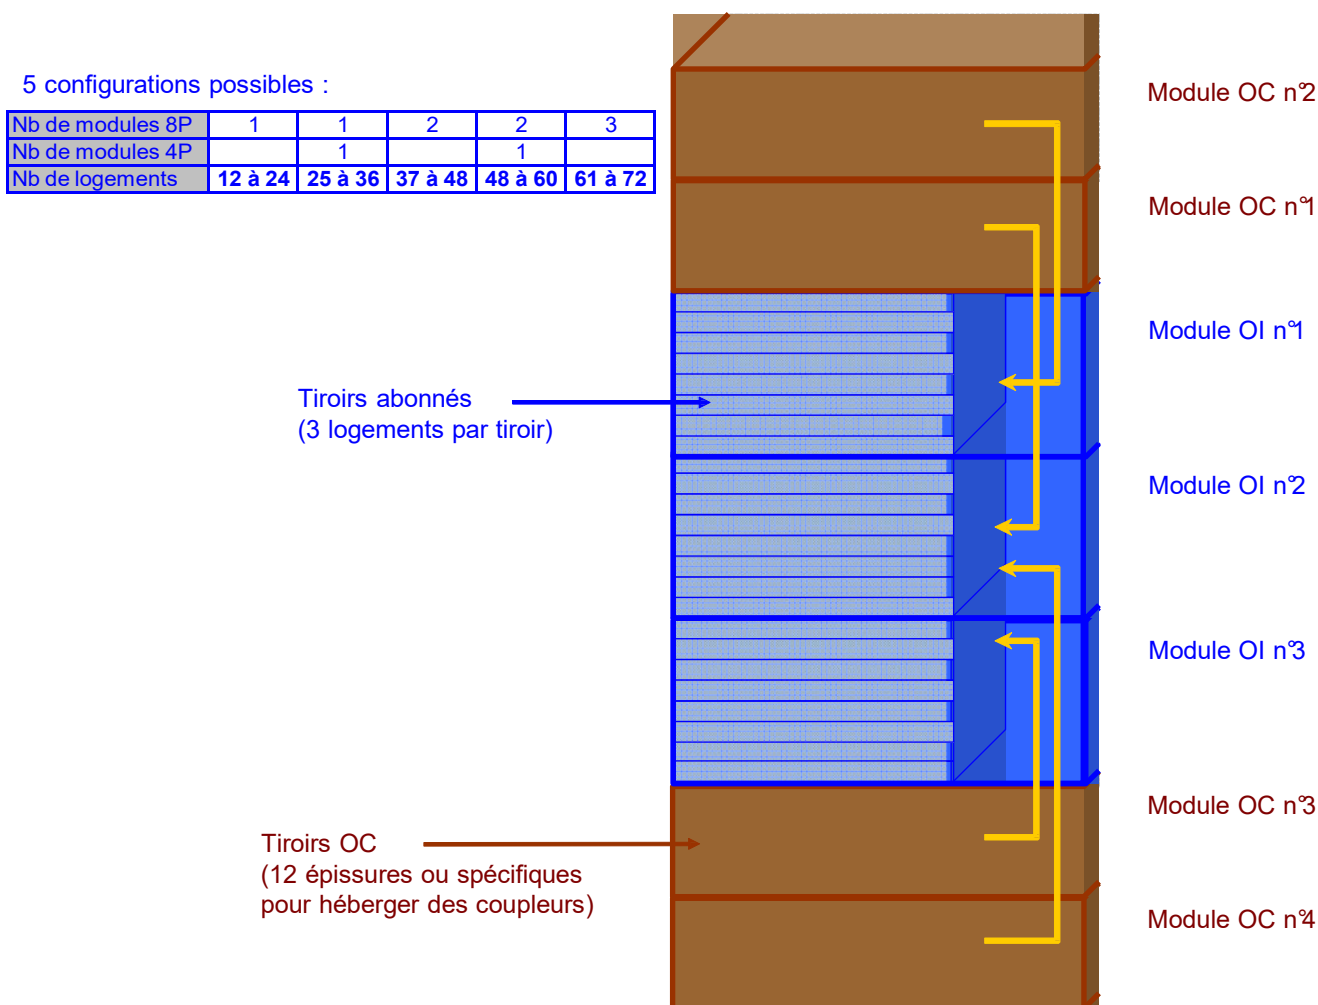 5 configurations possibles :
Nb de modules 8P 1 1 2 2 3
Nb de modules 4P 1 1
Nb de logements 12 à 24 25 à 36 37 à 48 48 à 60 61 à 72
Module OC n°2
Module OC n°1
Module OI n°1
Tiroirs abonnés
(3 logements par tiroir)
Module OI n°2
Module OI n°3
Module OC n°3
Tiroirs OC
(12 épissures ou spécifiques
pour héberger des coupleurs)
Module OC n°4